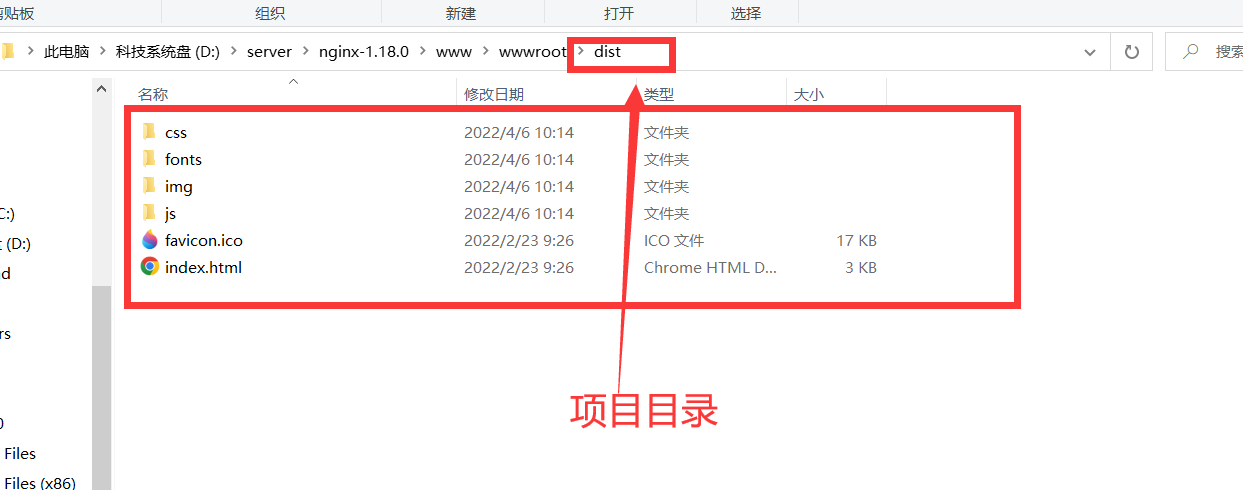 剪贴板 组织 新建 打开 选择
此电脑 科技系统盘 (D:) server nginx-1.18.0 www wwwroot dist 搜索
名称 修改日期 类型 大小
css 2022/4/6 10:14 文件夹
fonts 2022/4/6 10:14 文件夹
img 2022/4/6 10:14 文件夹
js 2022/4/6 10:14 文件夹
favicon.ico 2022/2/23 9:26 ICO 文件 17 KB
index.html 2022/2/23 9:26 Chrome HTML D... 3 KB
C:)
(D:)
rs
项目目录
Files
Files (x86)